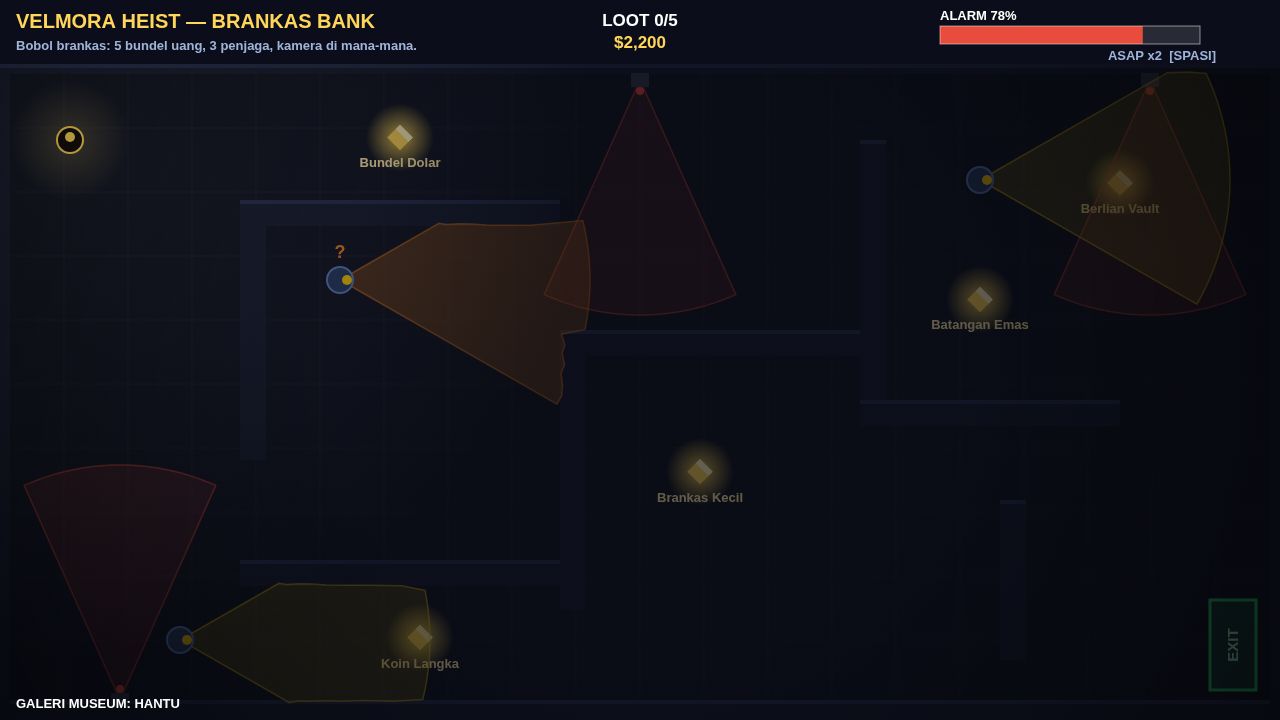 VELMORA HEIST — BRANKAS BANK
Bobol brankas: 5 bundel uang, 3 penjaga, kamera di mana-mana.
LOOT 0/5
$2,200
ALARM 78%
ASAP x2 [SPASI]
Bundel Dolar
Berlian Vault
?
Batangan Emas
Brankas Kecil
Koin Langka
EXIT
GALERI MUSEUM: HANTU